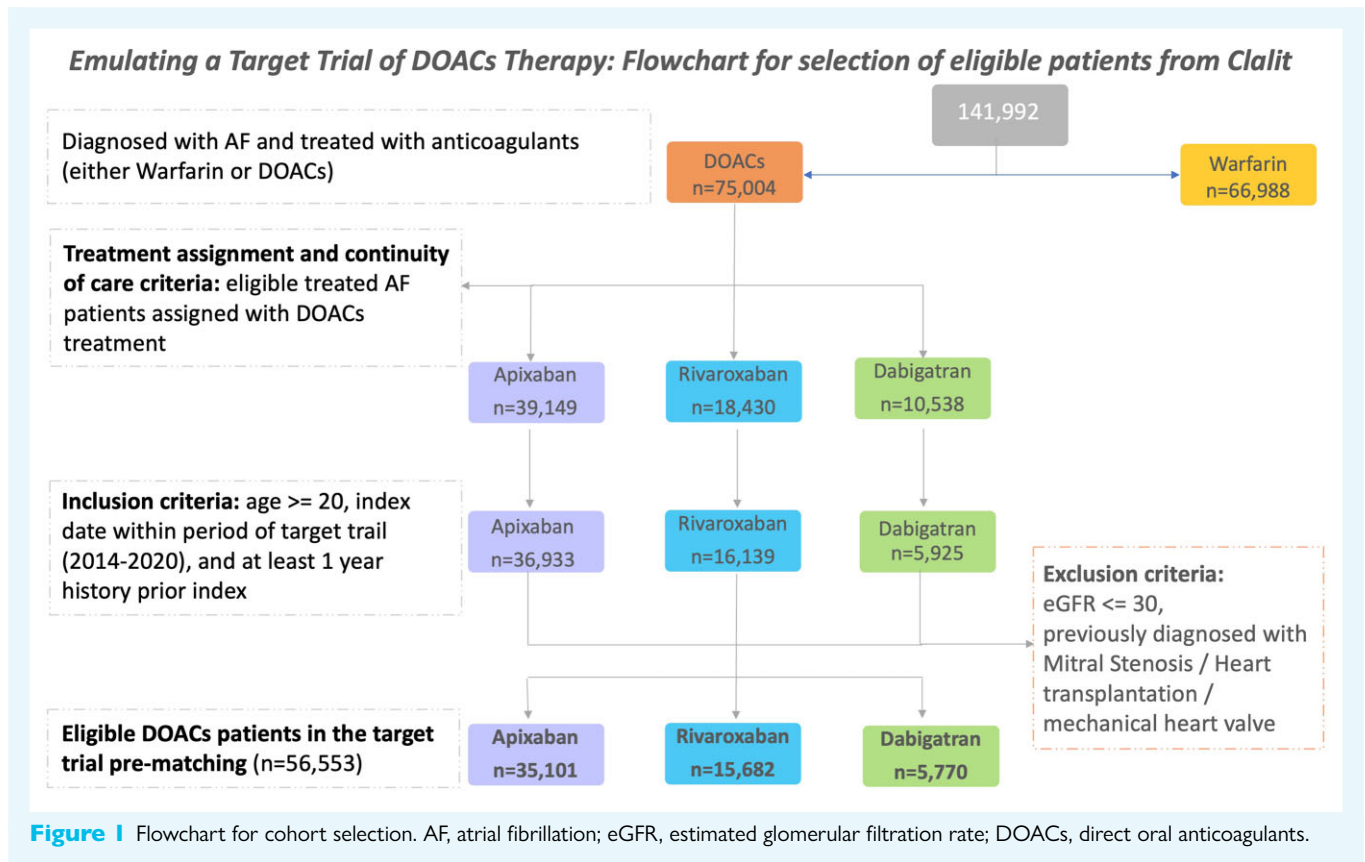 Emulating a Target Trial of DOACs Therapy: Flowchart for selection of eligible patients from Clalit
141,992
Diagnosed with AF and treated with anticoagulants
(either Warfarin or DOACs)
DOACs
n=75,004
Warfarin
n=66,988
Treatment assignment and continuity
of care criteria: eligible treated AF
patients assigned with DOACs
treatment
Apixaban
n=39,149
Rivaroxaban
n=18,430
Dabigatran
n=10,538
Inclusion criteria: age >= 20, index
date within period of target trail
(2014-2020), and at least 1 year
history prior index
Apixaban
n=36,933
Rivaroxaban
n=16,139
Dabigatran
n=5,925
Exclusion criteria:
eGFR <= 30,
previously diagnosed with
Mitral Stenosis / Heart
transplantation /
mechanical heart valve
Eligible DOACs patients in the target
trial pre-matching (n=56,553)
Apixaban
n=35,101
Rivaroxaban
n=15,682
Dabigatran
n=5,770
Figure 1 Flowchart for cohort selection. AF, atrial fibrillation; eGFR, estimated glomerular filtration rate; DOACs, direct oral anticoagulants.